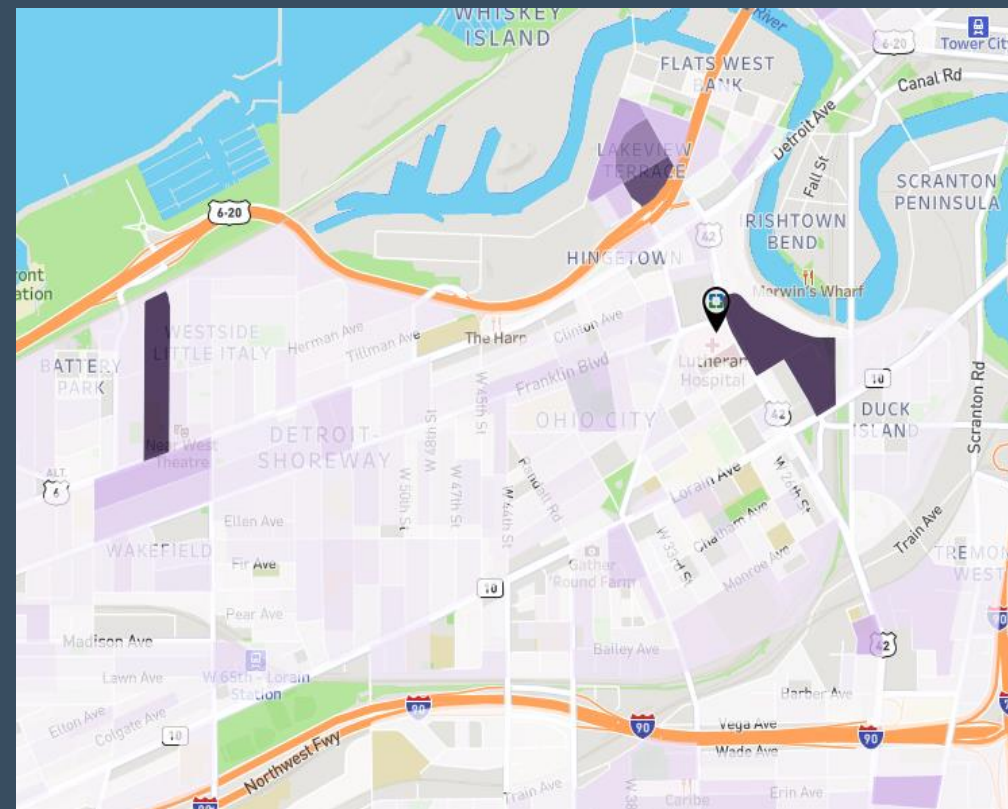 WHISKEY
ISLAND
River
6-20
Tower Cit
FLATS WEST
BANK
Canal Rd
Detroit Ave
LAKEVIEW
TERRACE
Fall St
SCRANTON
PENINSULA
6-20
IRISHTOWN
BEND
42
HINGETOWN
ront
ation
Merwin's Wharf
WESTSIDE
LITTLE ITALY
Herman Ave
Tillman Ave
The Harp
Clinton Ave
BATTERY
PARK
Franklin Blvd
Lutheran
Hospital
10
W 45th St
OHIO CITY
42
DUCK
ISLAND
Scranton Rd
DETROIT-
SHOREWAY
Near West
Theatre
W 48th St
W 50th St
W 47th St
W 44th St
Randall Rd
Lorain Ave
W 26th St
ALT.
6
Ellen Ave
Chatham Ave
Train Ave
WAKEFIELD
Fir Ave
Gather
Round Farm
W 33rd St
Monroe Ave
TREMON
WEST
10
Pear Ave
Madison Ave
Bailey Ave
42
Lawn Ave
W 65th - Lorain
Station
Barber Ave
Elton Ave
Colgate Ave
10
90
90
Vega Ave
90
Wade Ave
Northwest Fwy
Train Ave
W 38
Caribe
Erin Ave